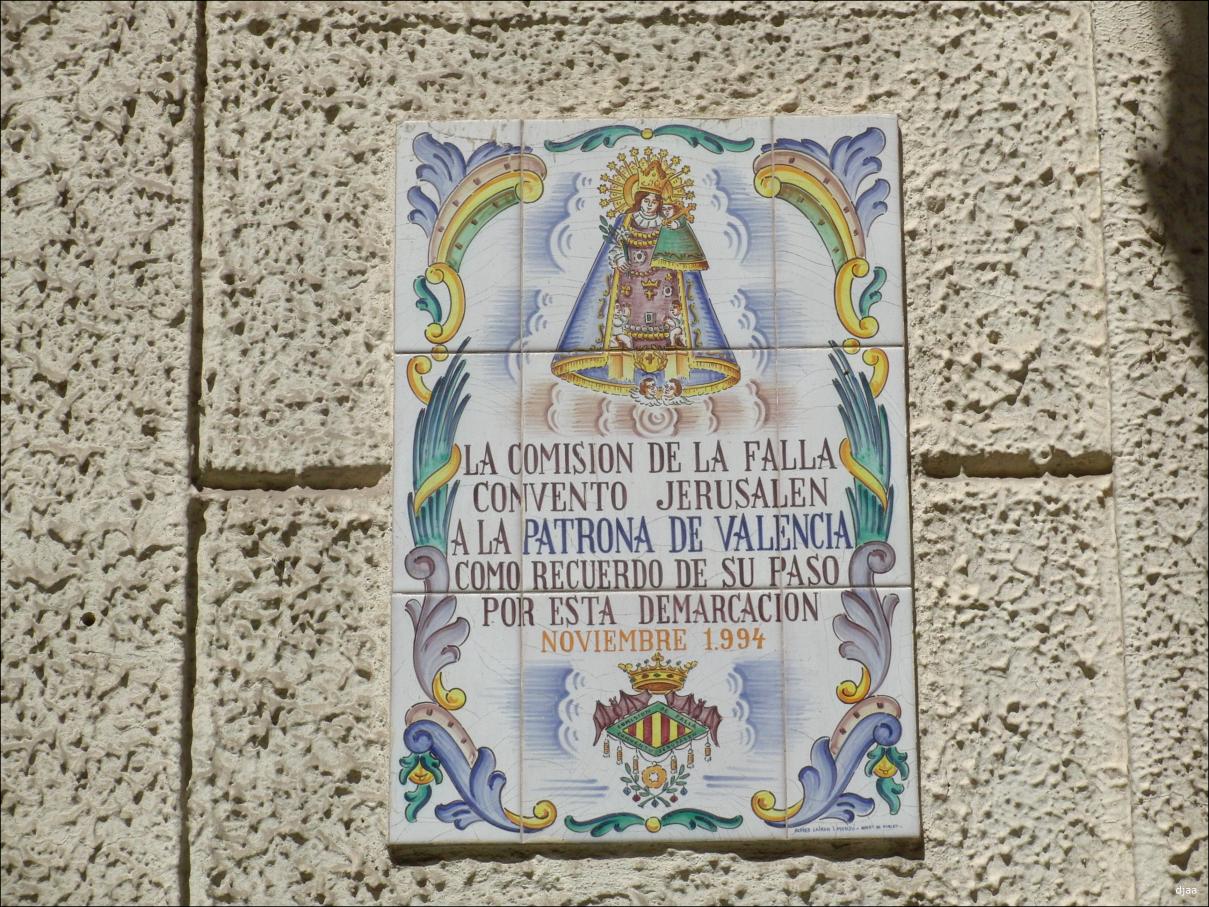 LA COMISION DE LA FALLA
CONVENTO JERUSALEN
A LA PATRONA DE VALENCIA
COMO RECUERDO DE SU PASO
POR ESTA DEMARCACION
NOVIEMBRE 1.994
djaa